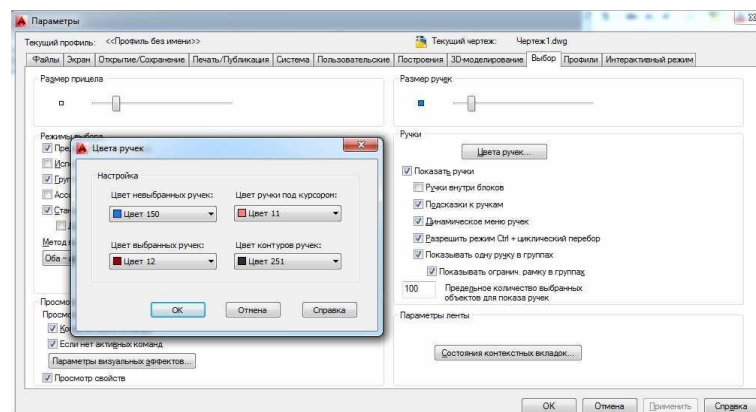 Параметры
Текущий профиль: <<Профиль без имени>>
Текущий чертеж: Чертеж1.dwg
Файлы Экран Открытие/Сохранение Печать/Публикация Система Пользовательские Построения 3D-моделирование Выбор Профили Интерактивный режим
Размер прицела
Размер ручек
Режимы выбора
Цвета ручек
Настройка
Цвет невыбранных ручек:
Цвет ручки под курсором:
Цвет 150
Цвет 11
Цвет выбранных ручек:
Цвет контуров ручек:
Цвет 12
Цвет 251
OK
Отмена
Справка
Если нет активных команд
Параметры визуальных эффектов...
Просмотр свойств
Ручки
Цвета ручек...
Показать ручки
Ручки внутри блоков
Подсказки к ручкам
Динамическое меню ручек
Разрешить режим Ctrl + циклический перебор
Показывать одну ручку в группах
Показывать огранич. рамку в группах
100
Предельное количество выбранных
объектов для показа ручек
Параметры ленты
Состояния контекстных вкладок...
OK
Отмена
Применить
Справка